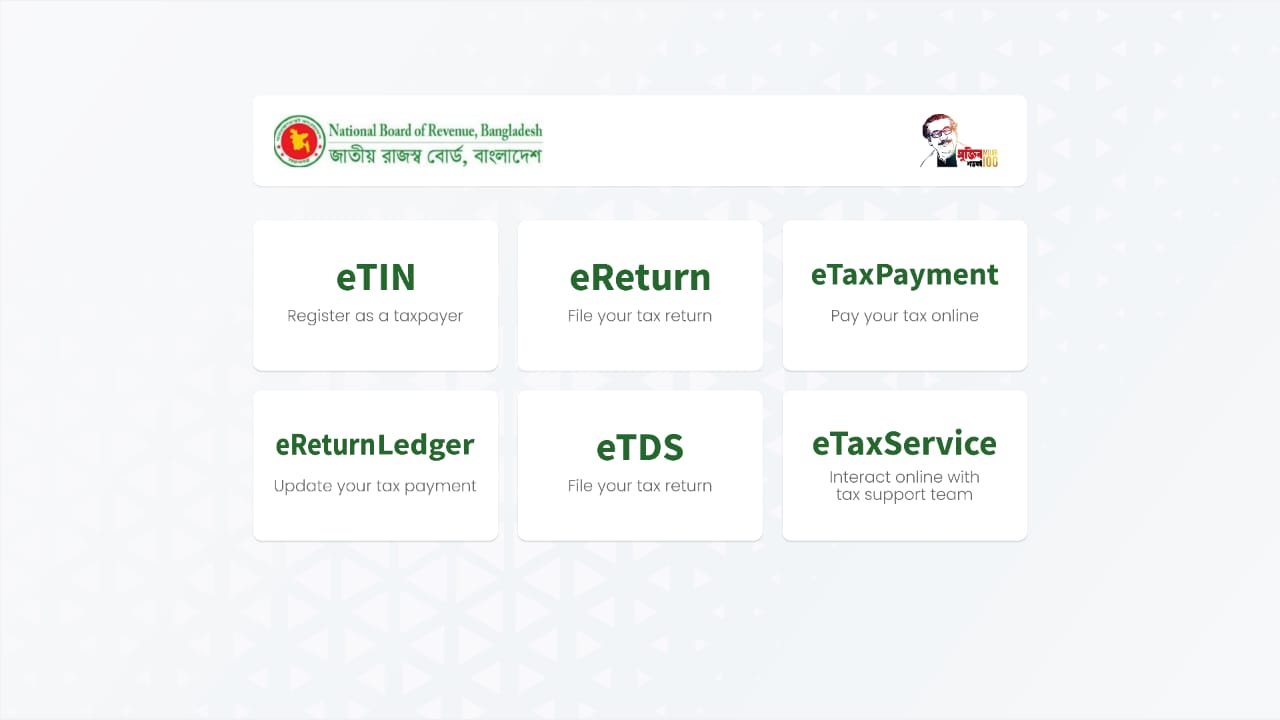 National Board of Revenue, Bangladesh
জাতীয় রাজস্ব বোর্ড, বাংলাদেশ
মুজিব
শতবর্ষ
100
eTIN
Register as a taxpayer
eReturn
File your tax return
eTaxPayment
Pay your tax online
eReturnLedger
Update your tax payment
eTDS
File your tax return
eTaxService
Interact online with
tax support team